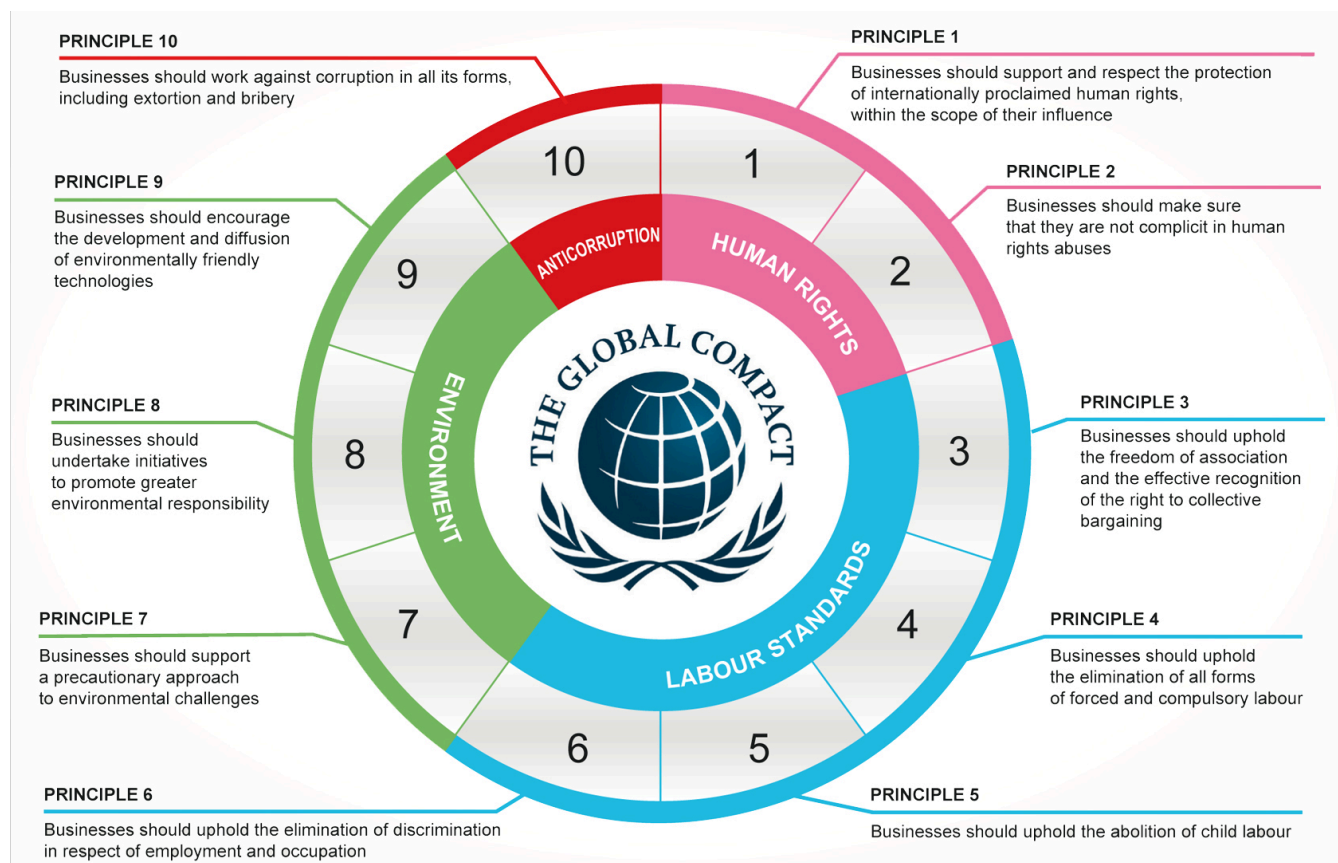 PRINCIPLE 10
Businesses should work against corruption in all its forms,
including extortion and bribery
PRINCIPLE 1
Businesses should support and respect the protection
of internationally proclaimed human rights,
within the scope of their influence
PRINCIPLE 9
Businesses should encourage
the development and diffusion
of environmentally friendly
technologies
PRINCIPLE 2
Businesses should make sure
that they are not complicit in human
rights abuses
PRINCIPLE 8
Businesses should
undertake initiatives
to promote greater
environmental responsibility
PRINCIPLE 3
Businesses should uphold
the freedom of association
and the effective recognition
of the right to collective
bargaining
PRINCIPLE 7
Businesses should support
a precautionary approach
to environmental challenges
PRINCIPLE 4
Businesses should uphold
the elimination of all forms
of forced and compulsory labour
PRINCIPLE 6
Businesses should uphold the elimination of discrimination
in respect of employment and occupation
PRINCIPLE 5
Businesses should uphold the abolition of child labour
10
1
9
2
8
3
7
4
6
5
ANTICORRUPTION
HUMAN RIGHTS
ENVIRONMENT
LABOUR STANDARDS
THE GLOBAL COMPACT